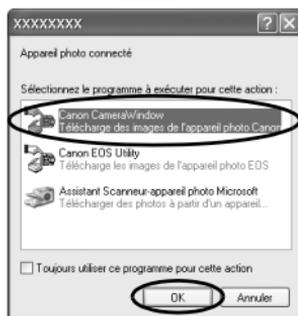 XXXXXXXX
Appareil photo connecté
Sélectionnez le programme à exécuter pour cette action :
Canon CameraWindow
Télécharge des images de l'appareil photo Canon
Canon EOS Utility
Télécharge les images de l'appareil photo EOS
Assistant Scanneur-appareil photo Microsoft
Télécharger des photos à partir d'un appareil...
Toujours utiliser ce programme pour cette action
OK
Annuler